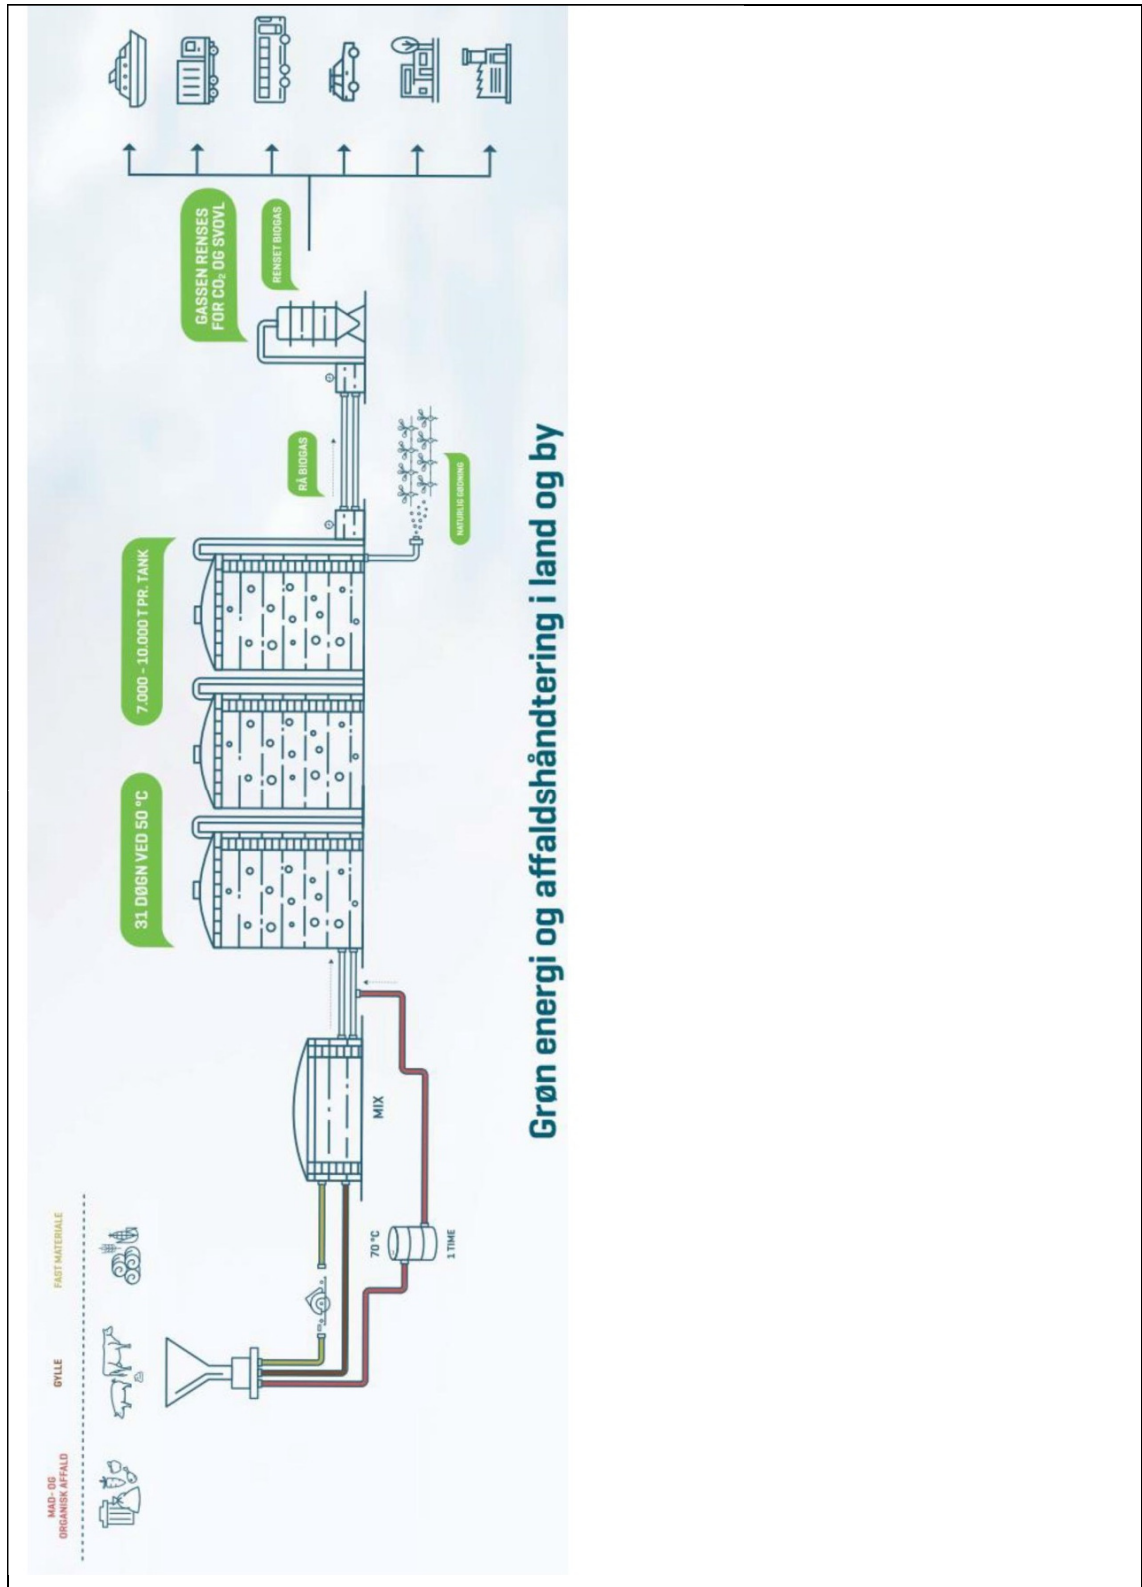 MAD- OG
ORGANISK AFFALD
GYLLE
FAST MATERIALE
70 °C
1 TIME
MIX
31 DØGN VED 50 °C
7.000 - 10.000 T PR. TANK
RÅ BIOGAS
NATURLIG GØDNING
GASSEN RENSES
FOR CO₂ OG SVOVL
RENSET BIOGAS
Grøn energi og affaldshåndtering i land og by